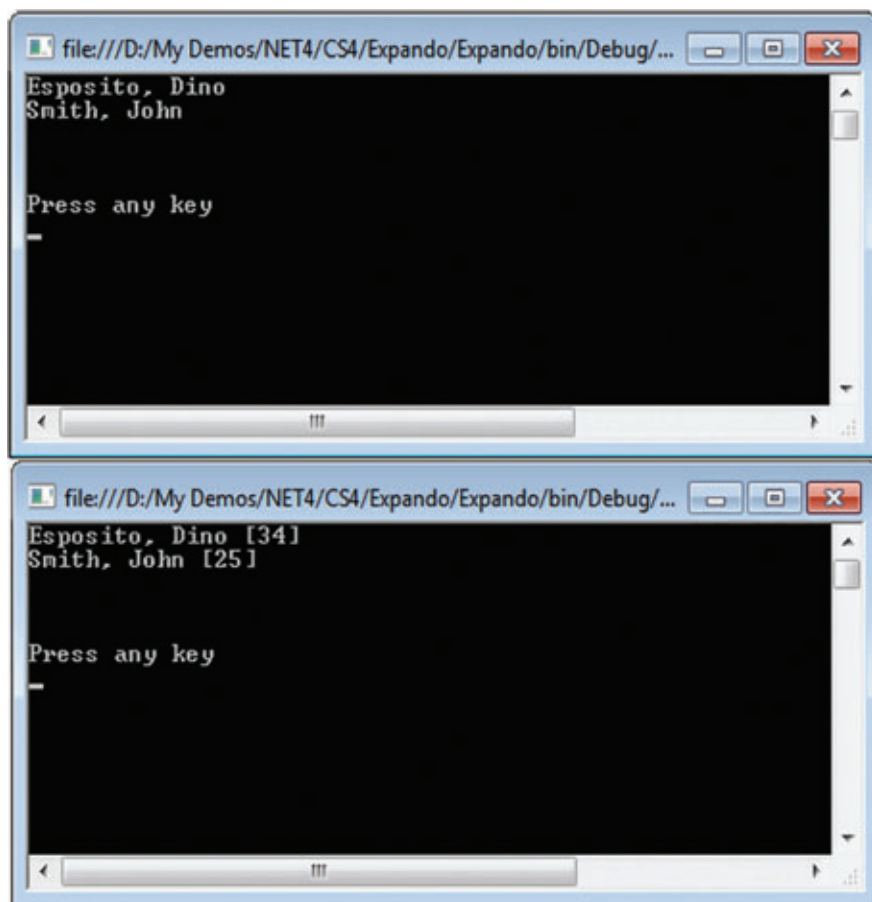 file:///D:/My Demos/NET4/CS4/Expando/Expando/bin/Debug/...
Esposito, Dino
Smith, John
Press any key
file:///D:/My Demos/NET4/CS4/Expando/Expando/bin/Debug/...
Esposito, Dino [34]
Smith, John [25]
Press any key